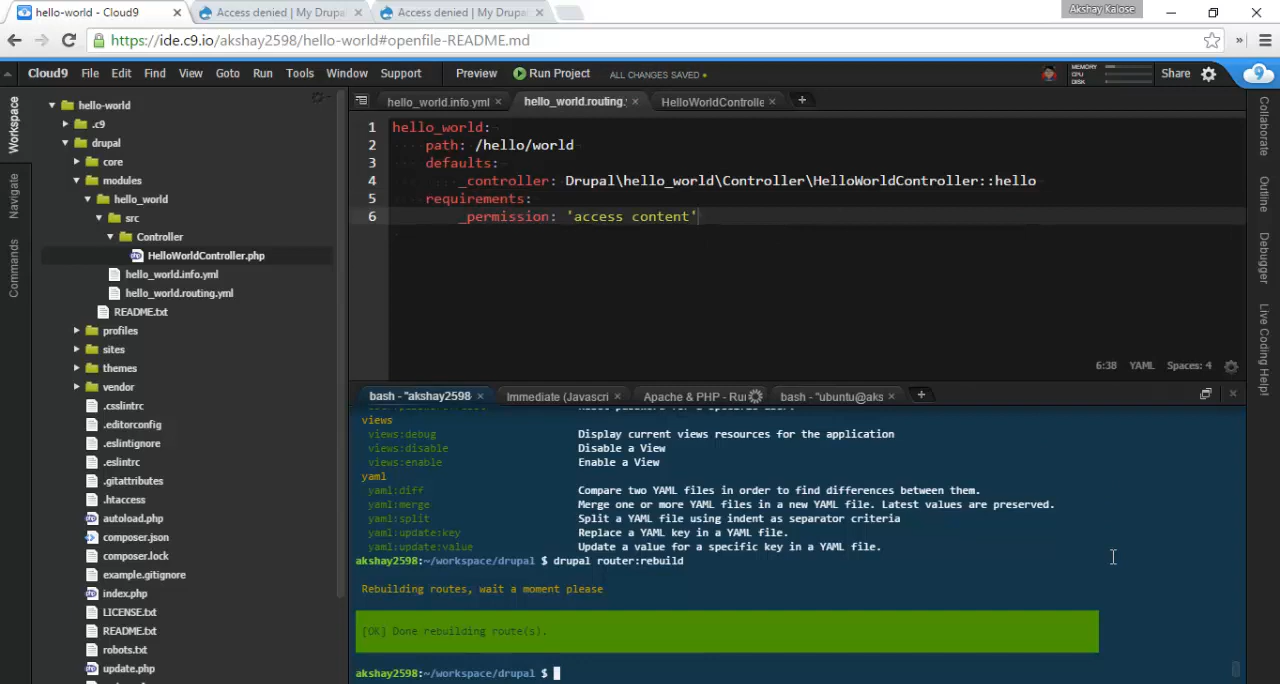 hello-world - Cloud9
Access denied | My Drupal
Access denied | My Drupal
Akshay Kalose
https://ide.c9.io/akshay2598/hello-world#openfile-README.md
Cloud9 File Edit Find View Goto Run Tools Window Support Preview Run Project ALL CHANGES SAVED MEMORY CPU DISK Share
Workspace
Navigate
Commands
hello-world
.c9
drupal
core
modules
hello_world
src
Controller
HelloWorldController.php
hello_world.info.yml
hello_world.routing.yml
README.txt
profiles
sites
themes
vendor
.csslintrc
.editorconfig
.eslintignore
.eslintrc
.gitattributes
.htaccess
autoload.php
composer.json
composer.lock
example.gitignore
index.php
LICENSE.txt
README.txt
robots.txt
update.php
hello_world.info.yml
hello_world.routing.
HelloWorldControlle
1 hello_world:
2 path: /hello/world
3 defaults:
4 _controller: Drupal\hello_world\Controller\HelloWorldController::hello
5 requirements:
6 _permission: 'access content'
6:38 YAML Spaces: 4
bash - "akshay2598 Immediate (Javascri Apache & PHP - Run bash - "ubuntu@aks
views
views:debug Display current views resources for the application
views:disable Disable a View
views:enable Enable a View
yaml
yaml:diff Compare two YAML files in order to find differences between them.
yaml:merge Merge one or more YAML files in a new YAML file. Latest values are preserved.
yaml:split Split a YAML file using indent as separator criteria
yaml:update:key Replace a YAML key in a YAML file.
yaml:update:value Update a value for a specific key in a YAML file.
akshay2598:~/workspace/drupal $ drupal router:rebuild
Rebuilding routes, wait a moment please
[OK] Done rebuilding route(s).
akshay2598:~/workspace/drupal $
Collaborate
Outline
Debugger
Live Coding Help!